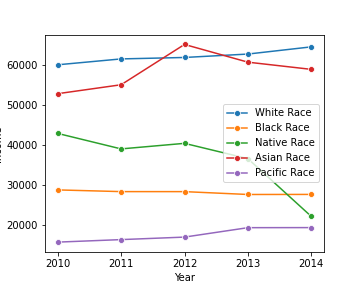 60000
50000
40000
30000
20000
White Race
Black Race
Native Race
Asian Race
Pacific Race
2010 2011 2012 2013 2014
Year